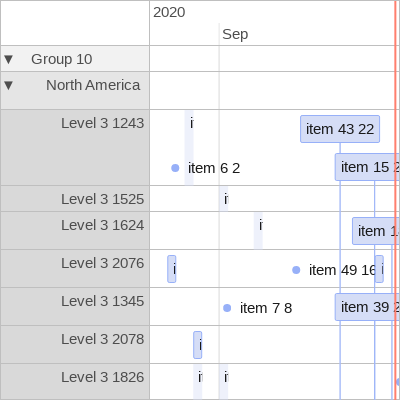 2020
Sep
▼ Group 10
▼ North America
Level 3 1243
item 43 22
item 6 2
item 15
Level 3 1525
Level 3 1624
item
Level 3 2076
item 49 16
Level 3 1345
item 7 8
item 39
Level 3 2078
Level 3 1826